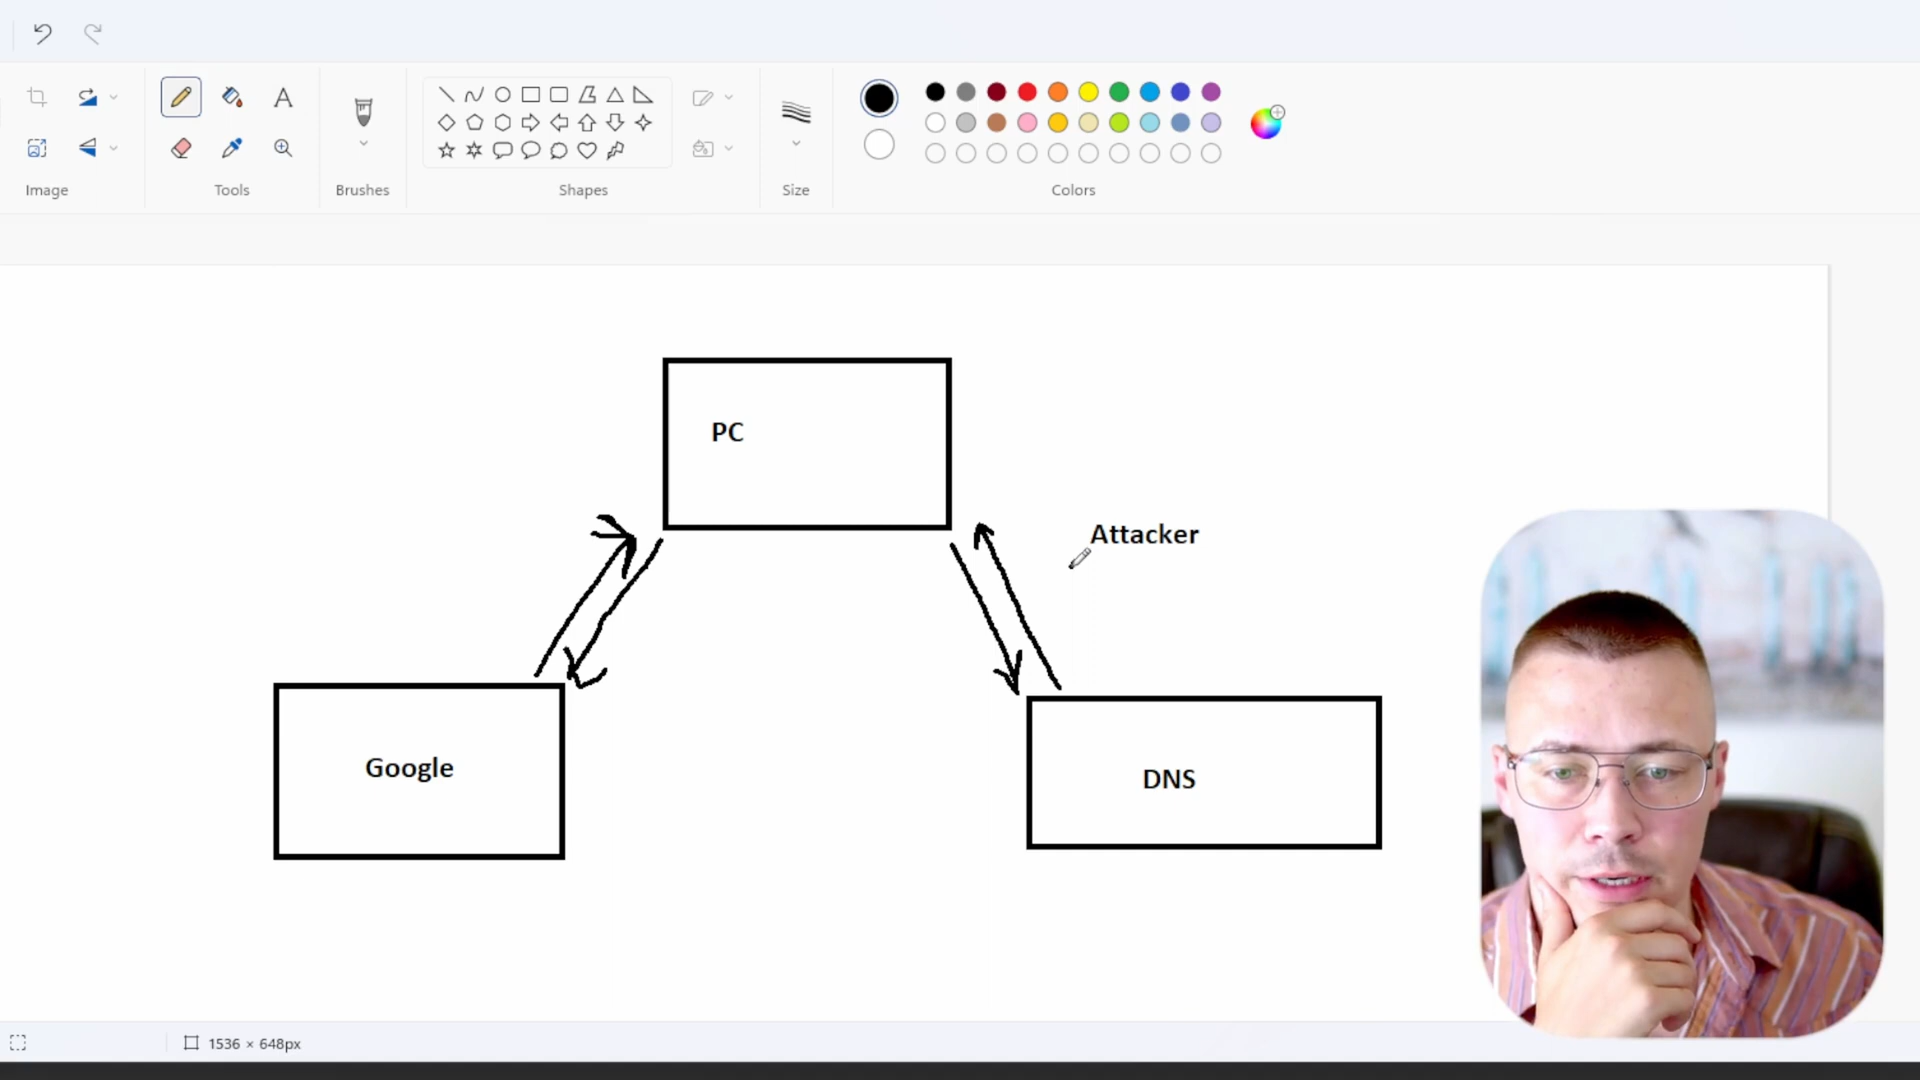 Image
Tools
Brushes
Shapes
Size
Colors
PC
Attacker
Google
DNS
1536 × 648px